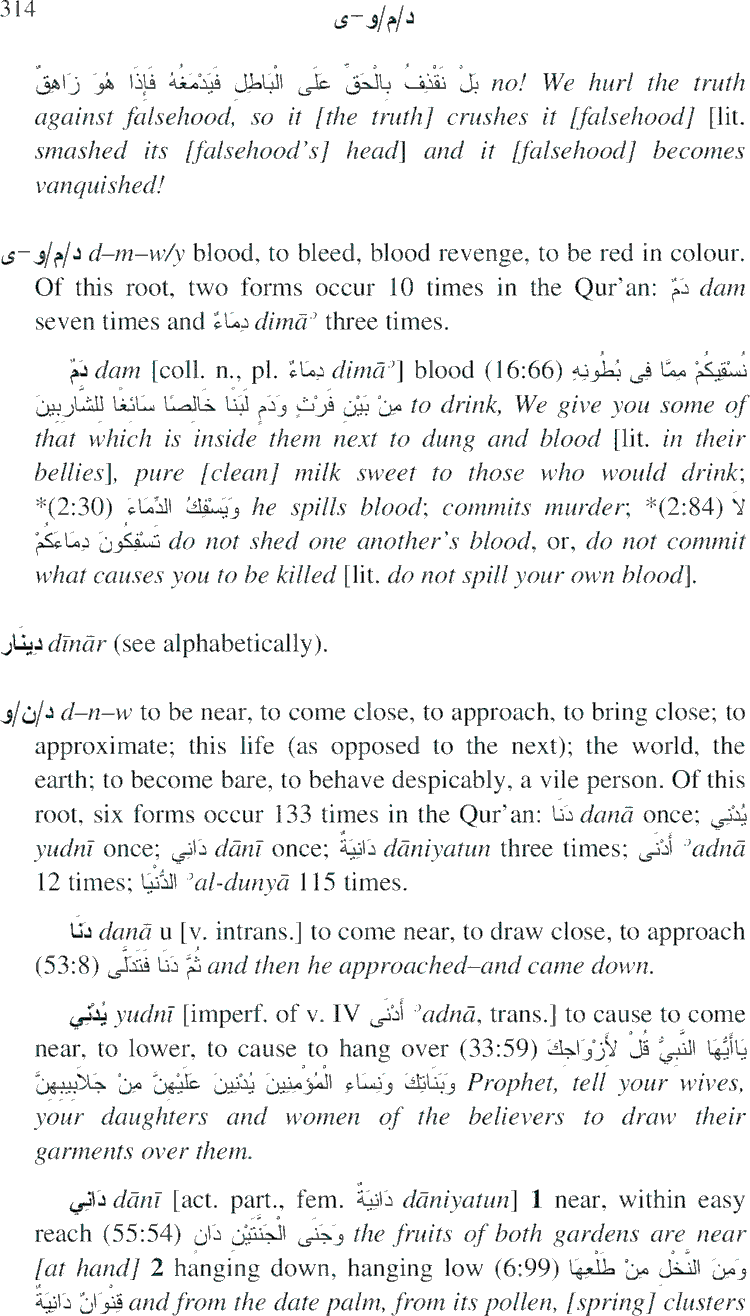 314
د/م/و-ى
بَلْ نَقْذِفُ بِالْحَقِّ عَلَى الْبَاطِلِ فَيَدْمَغُهُ فَإِذَا هُوَ زَاهِقٌ no! We hurl the truth
against falsehood, so it [the truth] crushes it [falsehood] [lit.
smashed its [falsehood's] head] and it [falsehood] becomes
vanquished!
د/م/و-ى d–m–w/y blood, to bleed, blood revenge, to be red in colour.
Of this root, two forms occur 10 times in the Qur'an: دَمٌ dam
seven times and دِمَاءٌ dimāʾ three times.
دَمٌ dam [coll. n., pl. دِمَاءٌ dimāʾ] blood (16:66) نُسْقِيكُمْ مِمَّا فِى بُطُونِهِ
مِنْ بَيْنِ فَرْثٍ وَدَمٍ لَبَنًا خَالِصًا سَائِغًا لِلشَّارِبِينَ to drink, We give you some of
that which is inside them next to dung and blood [lit. in their
bellies], pure [clean] milk sweet to those who would drink;
*(2:30) وَيَسْفِكُ الدِّمَاءَ he spills blood; commits murder; *(2:84) لاَ
تَسْفِكُونَ دِمَاءَكُمْ do not shed one another's blood, or, do not commit
what causes you to be killed [lit. do not spill your own blood].
دِينَار dīnār (see alphabetically).
د/ن/و d–n–w to be near, to come close, to approach, to bring close; to
approximate; this life (as opposed to the next); the world, the
earth; to become bare, to behave despicably, a vile person. Of this
root, six forms occur 133 times in the Qur'an: دَنَا danā once; يُدْنِي
yudnī once; دَانِي dānī once; دَانِيَةٌ dāniyatun three times; أَدْنَى ʾadnā
12 times; الدُّنْيَا ʾal-dunyā 115 times.
دَنَا danā u [v. intrans.] to come near, to draw close, to approach
(53:8) ثُمَّ دَنَا فَتَدَلَّى and then he approached–and came down.
يُدْنِي yudnī [imperf. of v. IV أَدْنَى ʾadnā, trans.] to cause to come
near, to lower, to cause to hang over (33:59) يَاأَيُّهَا النَّبِيُّ قُلْ لأَزْوَاجِكَ
وَبَنَاتِكَ وَنِسَاءِ الْمُؤْمِنِينَ يُدْنِينَ عَلَيْهِنَّ مِنْ جَلاَبِيبِهِنَّ Prophet, tell your wives,
your daughters and women of the believers to draw their
garments over them.
دَانِي dānī [act. part., fem. دَانِيَةٌ dāniyatun] 1 near, within easy
reach (55:54) وَجَنَى الْجَنَّتَيْنِ دَانٍ the fruits of both gardens are near
[at hand] 2 hanging down, hanging low (6:99) وَمِنَ النَّخْلِ مِنْ طَلْعِهَا
قِنْوَانٌ دَانِيَةٌ and from the date palm, from its pollen, [spring] clusters